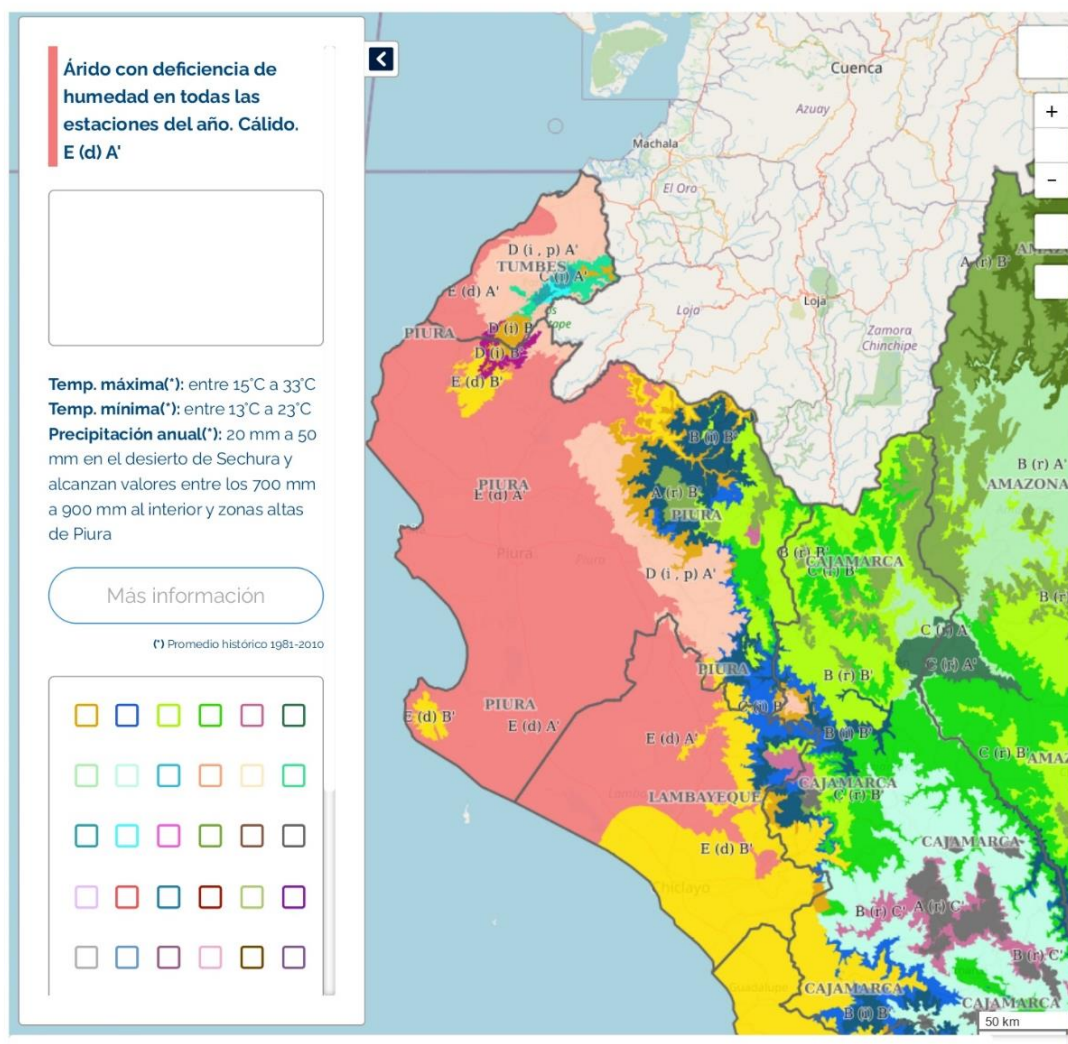 Árido con deficiencia de
humedad en todas las
estaciones del año. Cálido.
E (d) A'
Temp. máxima(*): entre 15°C a 33°C
Temp. mínima(*): entre 13°C a 23°C
Precipitación anual(*): 20 mm a 50
mm en el desierto de Sechura y
alcanzan valores entre los 700 mm
a 900 mm al interior y zonas altas
de Piura
Más información
(*) Promedio histórico 1981-2010
Cuenca
Azuay
+
Machala
-
El Oro
D (i , p) A'
TUMBES
C (i) A'
A (r) B'
E (d) A'
Loja
Loja
PIURA
D (i) B'
Zamora
Chinchipe
D (i) B'
E (d) B'
B (i) B'
B (r) A'
PIURA
E (d) A'
AMAZONA
A (r) B'
PIURA
Piura
Piura
B (r) B'
CAJAMARCA
C (r) B'
D (i , p) A'
B (r)
C (r) A'
C (r) A'
PIURA
B (r) B'
PIURA
E (d) B'
E (d) A'
C (i) B'
B (i) B'
E (d) A'
C (r) B'
AMAZ
CAJAMARCA
LAMBAYEQUE
C (r) B'
CAJAMARCA
E (d) B'
Chiclayo
B (r) C'
A (r) C'
B (r) C'
Guadalupe
CAJAMARCA
CAJAMARCA
B (i) B'
50 km